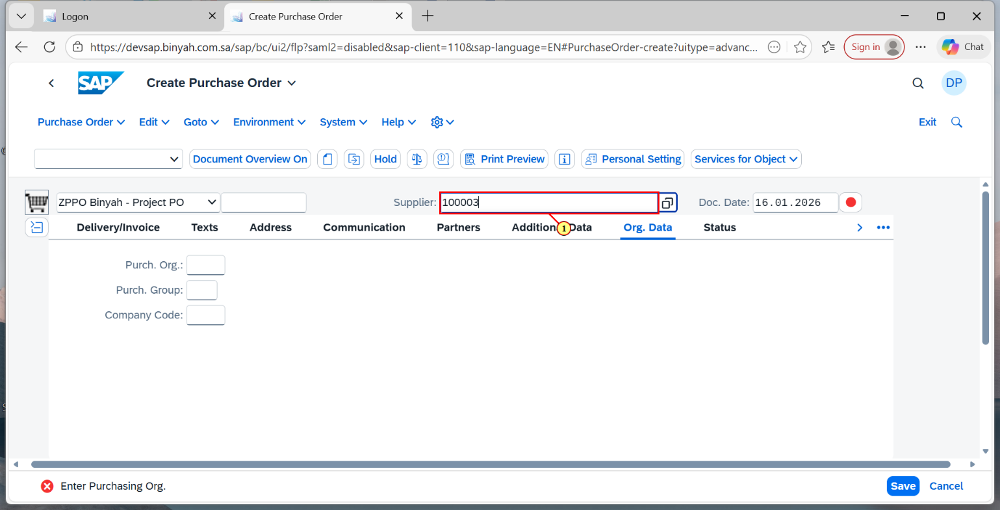 Logon
Create Purchase Order
https://devsap.binyah.com.sa/sap/bc/ui2/flp?saml2=disabled&sap-client=110&sap-language=EN#PurchaseOrder-create?uitype=advanc...
Sign in
Chat
SAP
Create Purchase Order
DP
Purchase Order
Edit
Goto
Environment
System
Help
Exit
Document Overview On
Hold
Print Preview
Personal Setting
Services for Object
ZPPO Binyah - Project PO
Supplier:
100003
Doc. Date:
16.01.2026
Delivery/Invoice
Texts
Address
Communication
Partners
Addition
1
Data
Org. Data
Status
Purch. Org.:
Purch. Group:
Company Code:
Enter Purchasing Org.
Save
Cancel